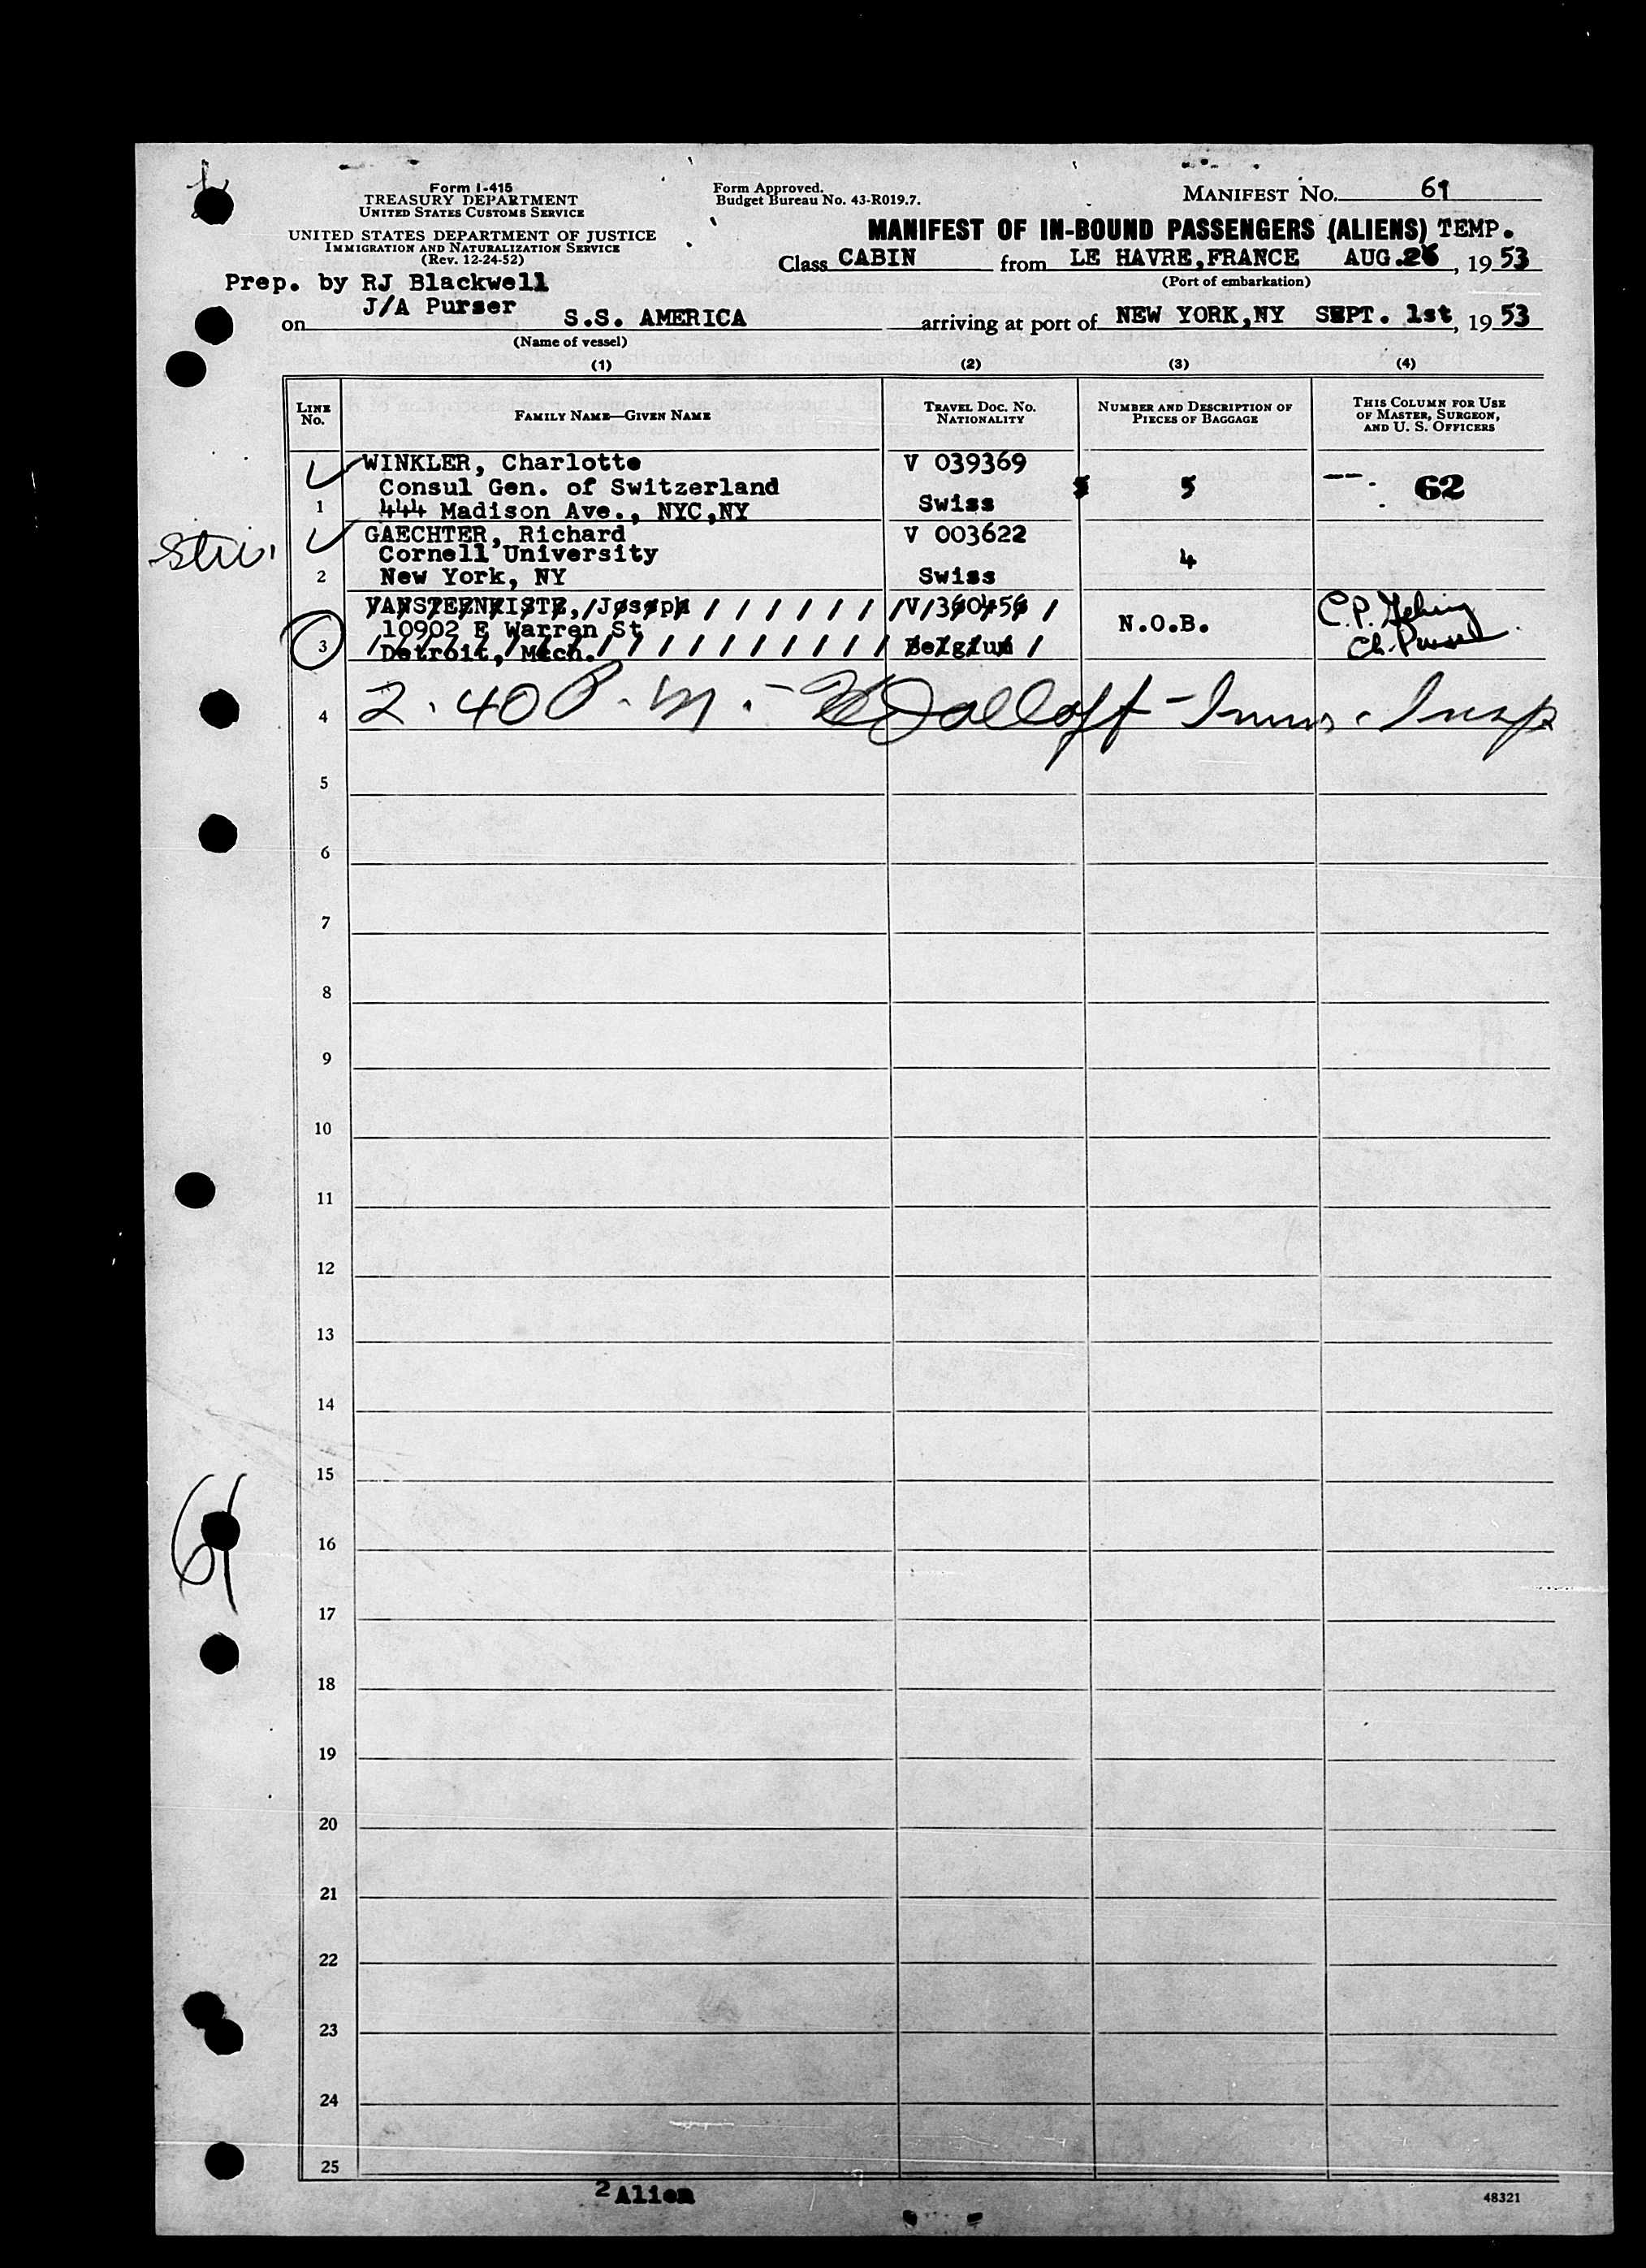 Form I-415
TREASURY DEPARTMENT
UNITED STATES CUSTOMS SERVICE
UNITED STATES DEPARTMENT OF JUSTICE
IMMIGRATION AND NATURALIZATION SERVICE
(Rev. 12-24-52)
Form Approved.
Budget Bureau No. 43-R019.7.
MANIFEST NO. 61
MANIFEST OF IN-BOUND PASSENGERS (ALIENS) TEMP.
Class CABIN from LE HAVRE,FRANCE AUG.26, 1953
(Port of embarkation)
Prep. by RJ Blackwell
J/A Purser
on S.S. AMERICA arriving at port of NEW YORK,NY SEPT. 1st, 1953
(Name of vessel)
(1) (2) (3) (4)
LINE No. FAMILY NAME—GIVEN NAME TRAVEL DOC. NO. NATIONALITY NUMBER AND DESCRIPTION OF PIECES OF BAGGAGE THIS COLUMN FOR USE OF MASTER, SURGEON, AND U. S. OFFICERS
WINKLER, Charlotte V 039369
Consul Gen. of Switzerland 5 62
1 444 Madison Ave., NYC,NY Swiss
GAECHTER, Richard V 003622
Cornell University 4
2 New York, NY Swiss
VANSTEENKISTE, Joseph V 360456
10902 E Warren St N.O.B. C.P.
3 Detroit, Mech. Belgium Ch. Purser
4 2.40 P.M. - Imm. Insp
5
6
7
8
9
10
11
12
13
14
15
16
61
17
18
19
20
21
22
23
24
25
2 Alien
48321